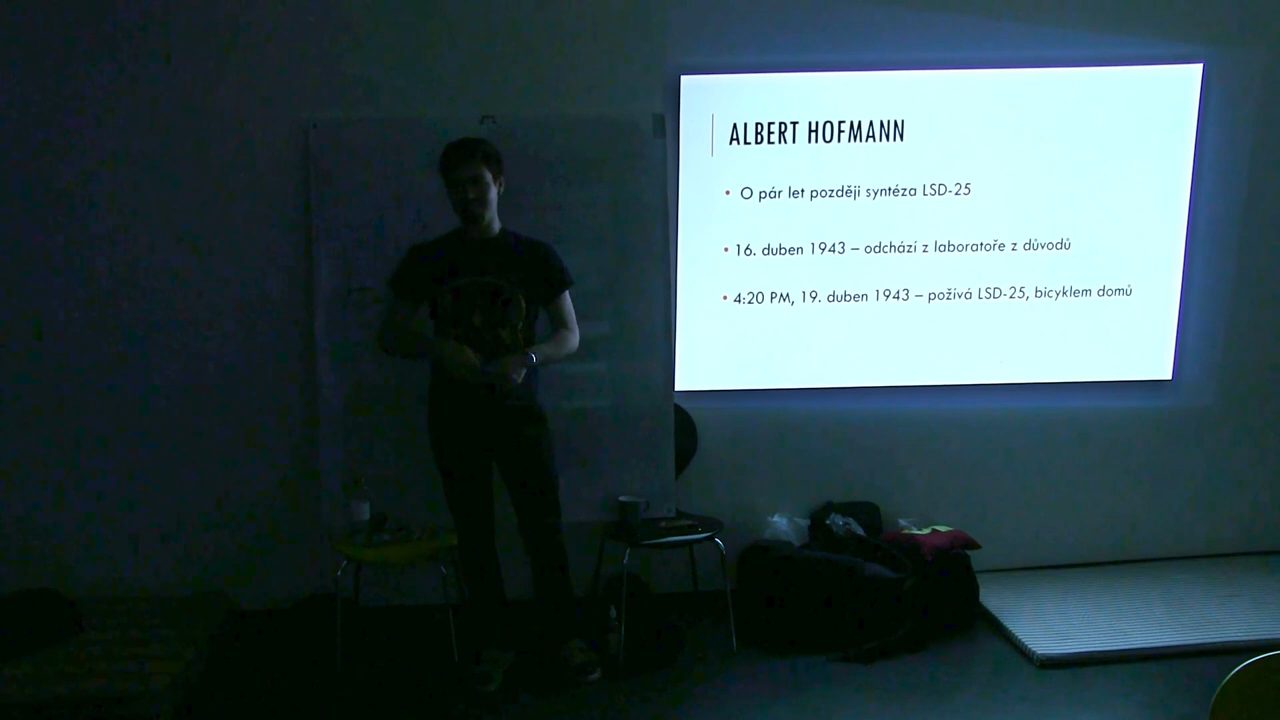 ALBERT HOFMANN
• O pár let později syntéza LSD-25
• 16. duben 1943 – odchází z laboratoře z důvodů
• 4:20 PM, 19. duben 1943 – požívá LSD-25, bicyklem domů